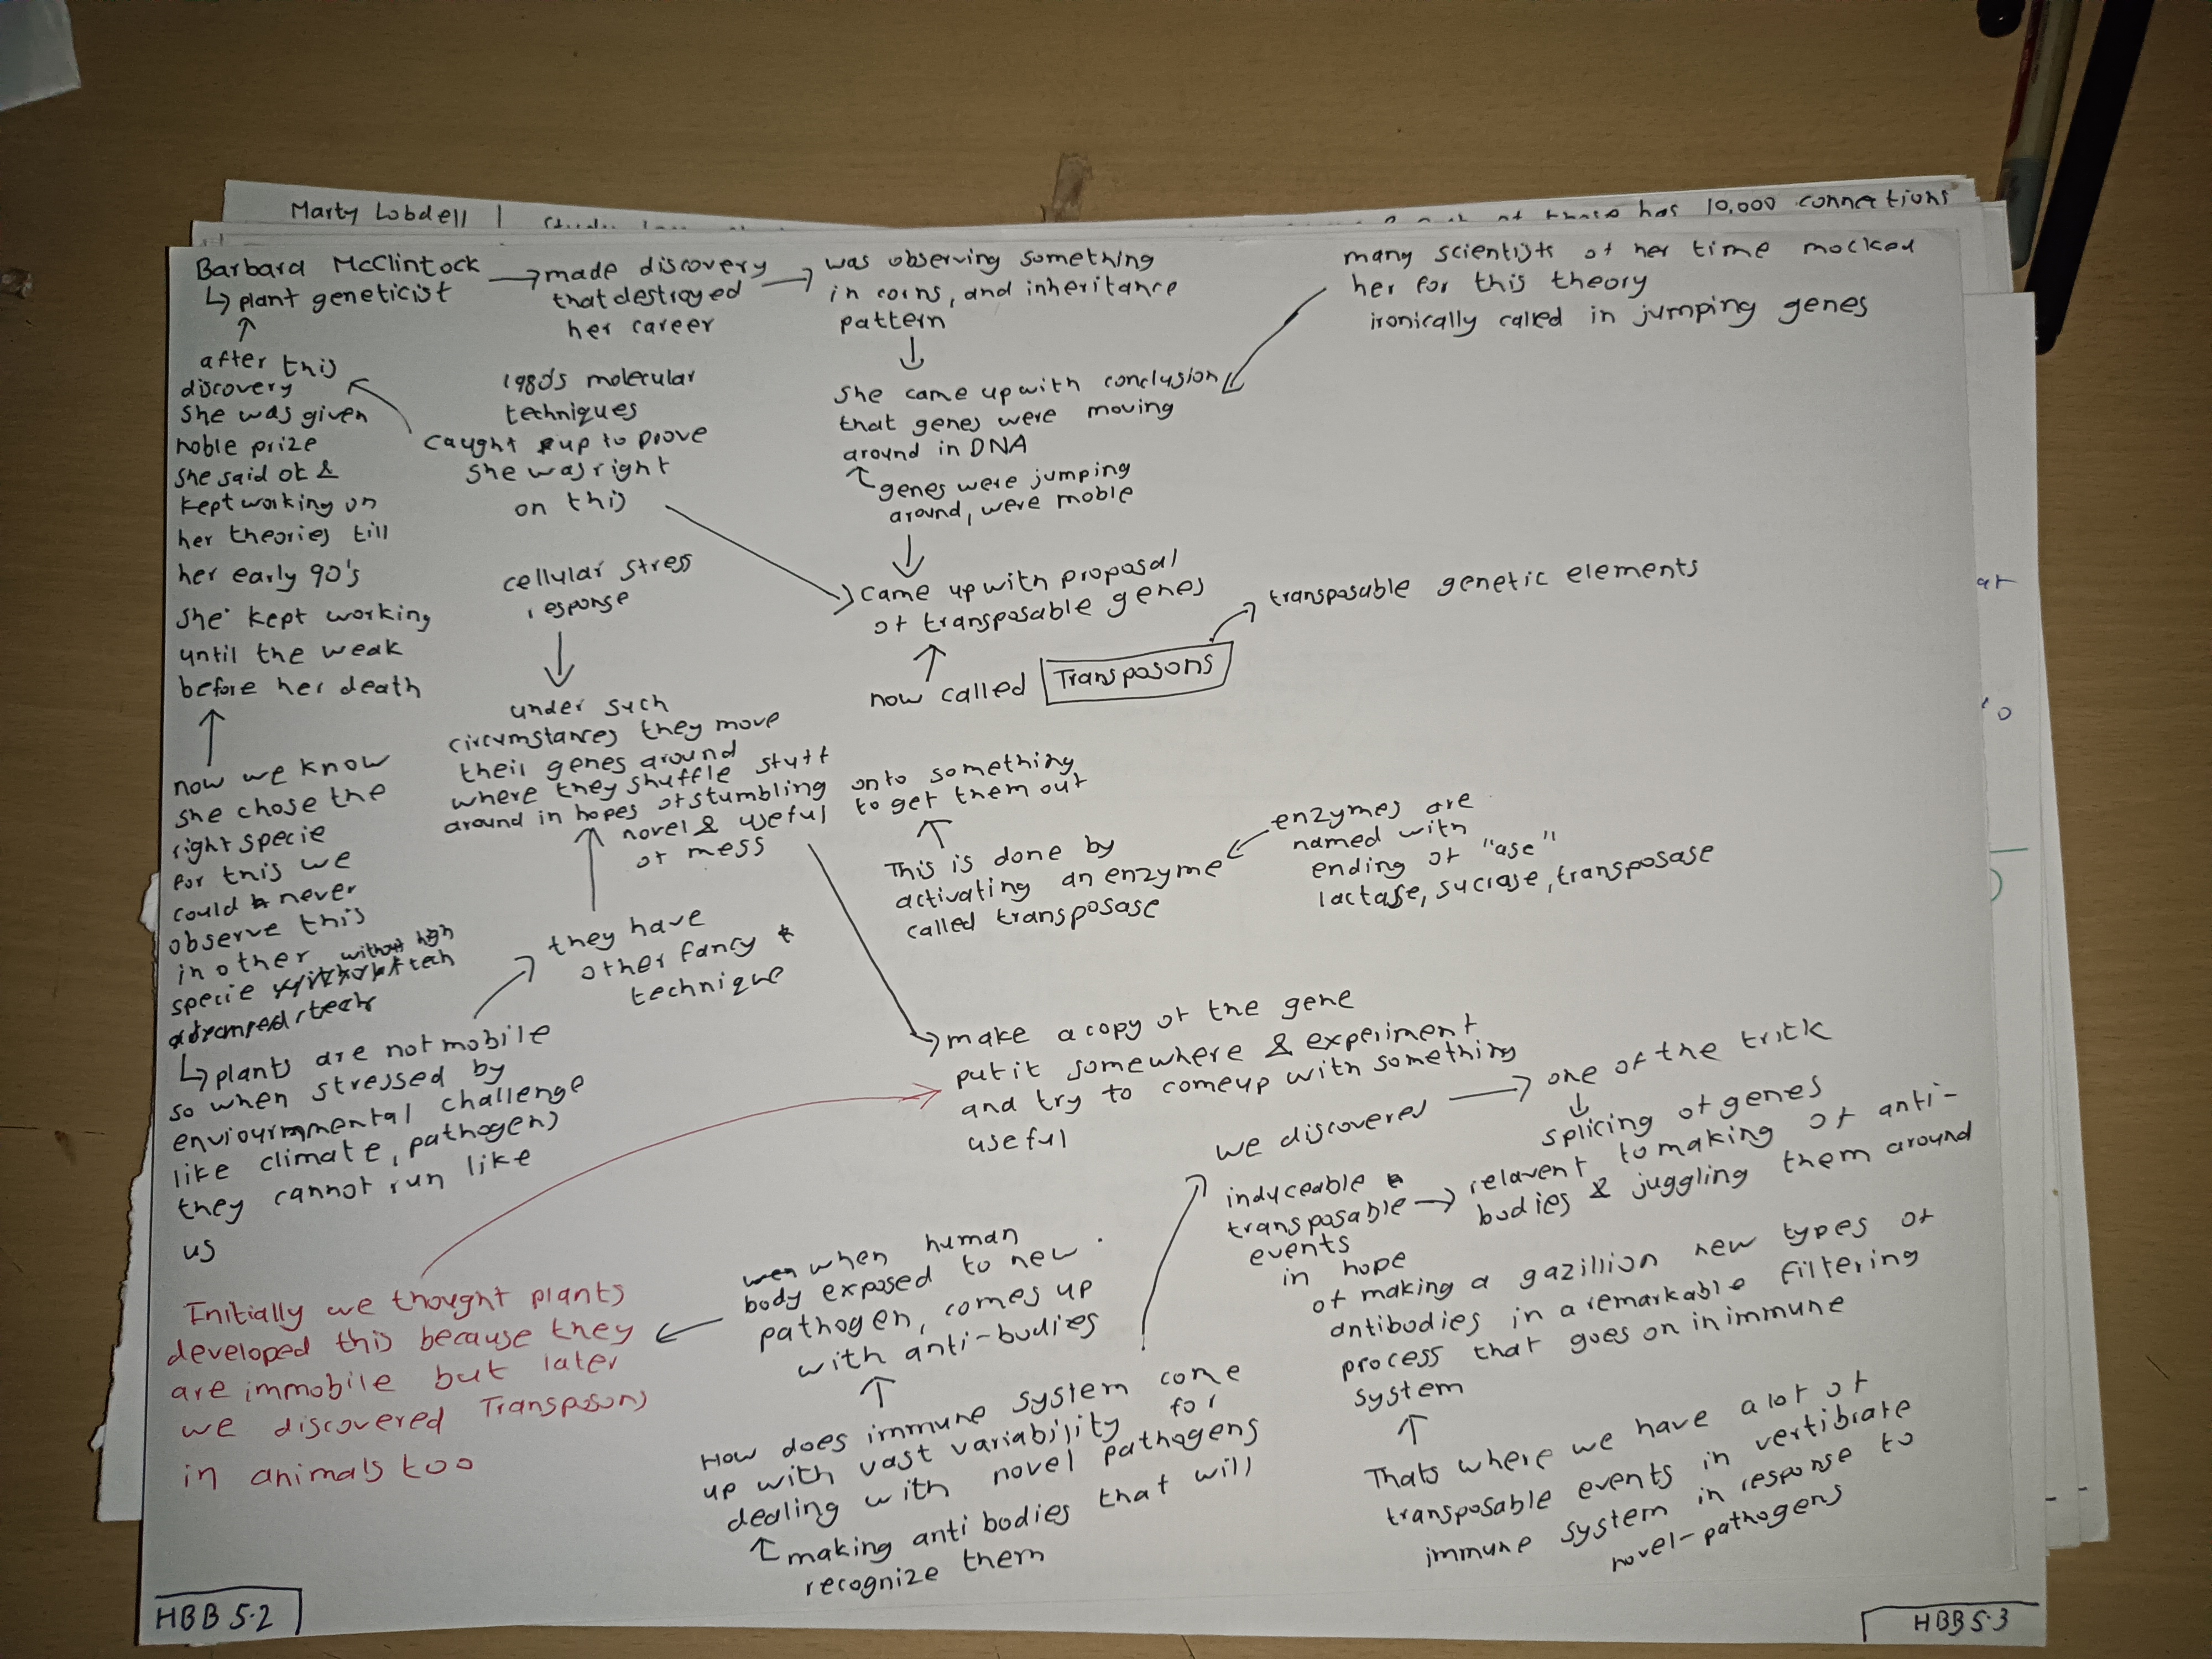 Marty Lobdell |
has 10,000 connections
Barbara McClintock
↳ plant geneticist
→ made discovery
that destroyed
her career
→ was observing something
in corns, and inheritance
pattern
many scientists of her time mocked
her for this theory
ironically called in jumping genes
↓
she came up with conclusion
that genes were moving
around in DNA
genes were jumping
around, were moble
↓
came up with proposal
of transposable genes
transposable genetic elements
now called Transposons
1980's molecular
techniques
caught up to prove
she was right
on this
after this
discovery
she was given
noble prize
she said ok &
kept working on
her theories till
her early 90's
she kept working
until the weak
before her death
↑
now we know
she chose the
right specie
for this we
could never
observe this
in other without high
specie tech
↳ plants are not mobile
so when stressed by
enviournmental challenge
like climate, pathogens
they cannot run like
us
they have
other fancy
technique
cellular stress
response
↓
under such
circumstances they move
their genes around
where they shuffle stuff
around in hopes of stumbling onto something
novel & useful to get them out
of mess
This is done by
activating an enzyme
called transposase
enzymes are
named with
ending of "ase"
lactase, sucrase, transposase
→ make a copy of the gene
put it somewhere & experiment
and try to come up with something
useful
Initially we thought plants
developed this because they
are immobile but later
we discovered Transposons
in animals too
when human
body exposed to new
pathogen, comes up
with anti-bodies
↑
How does immune system come
up with vast variability for
dealing with novel pathogens
making anti bodies that will
recognize them
we discovered → one of the trick
↓
splicing of genes
induceable
transposable → relavent to making of anti-
events bodies & juggling them around
in hope
of making a gazillion new types of
antibodies in a remarkable filtering
process that goes on in immune
system
↑
Thats where we have a lot of
transposable events in vertibrate
immune system in response to
novel-pathogens
HBB 5.2
HBB 5.3